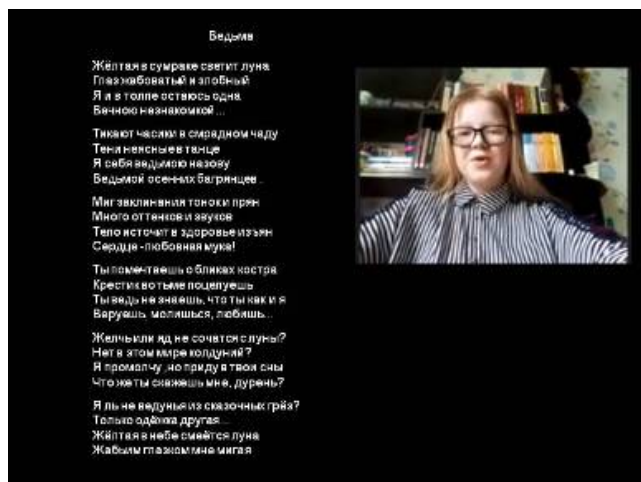 Ведьма
Жёлтая в сумраке светит луна
Глаз жабоватый и злобный
Я и в толпе остаюсь одна
Вечною незнакомкой...
Тикают часики в смрадном чаду
Тени неясные в танце
Я себя ведьмою назову
Ведьмой осенних багрянцев.
Миг заклинания тонок и прян
Много оттенков и звуков
Тело источит в здоровье изъян
Сердце -любовная мука!
Ты помечтаешь о бликах костра
Крестик во тьме поцелуешь
Ты ведь не знаешь, что ты как и я
Веруешь, молишься, любишь...
Желчь или яд не сочатся с луны?
Нет в этом мире колдуний?
Я промолчу ,но приду в твои сны
Что же ты скажешь мне, дурень?
Я ль не ведунья из сказочных грёз?
Только одёжка другая...
Жёлтая в небе смеётся луна
Жабьим глазком мне мигая